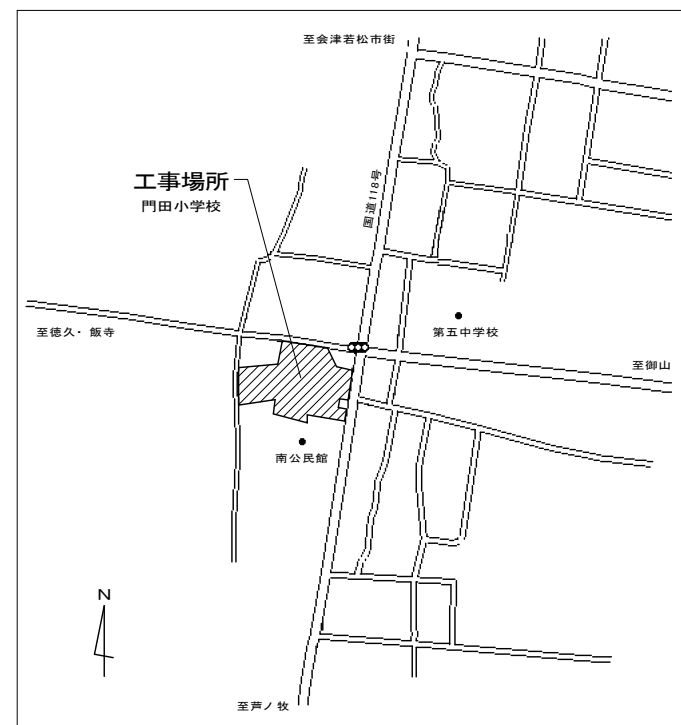 至会津若松市街
工事場所
門田小学校
国道118号
至徳久・飯寺
第五中学校
至御山
南公民館
N
至芦ノ牧